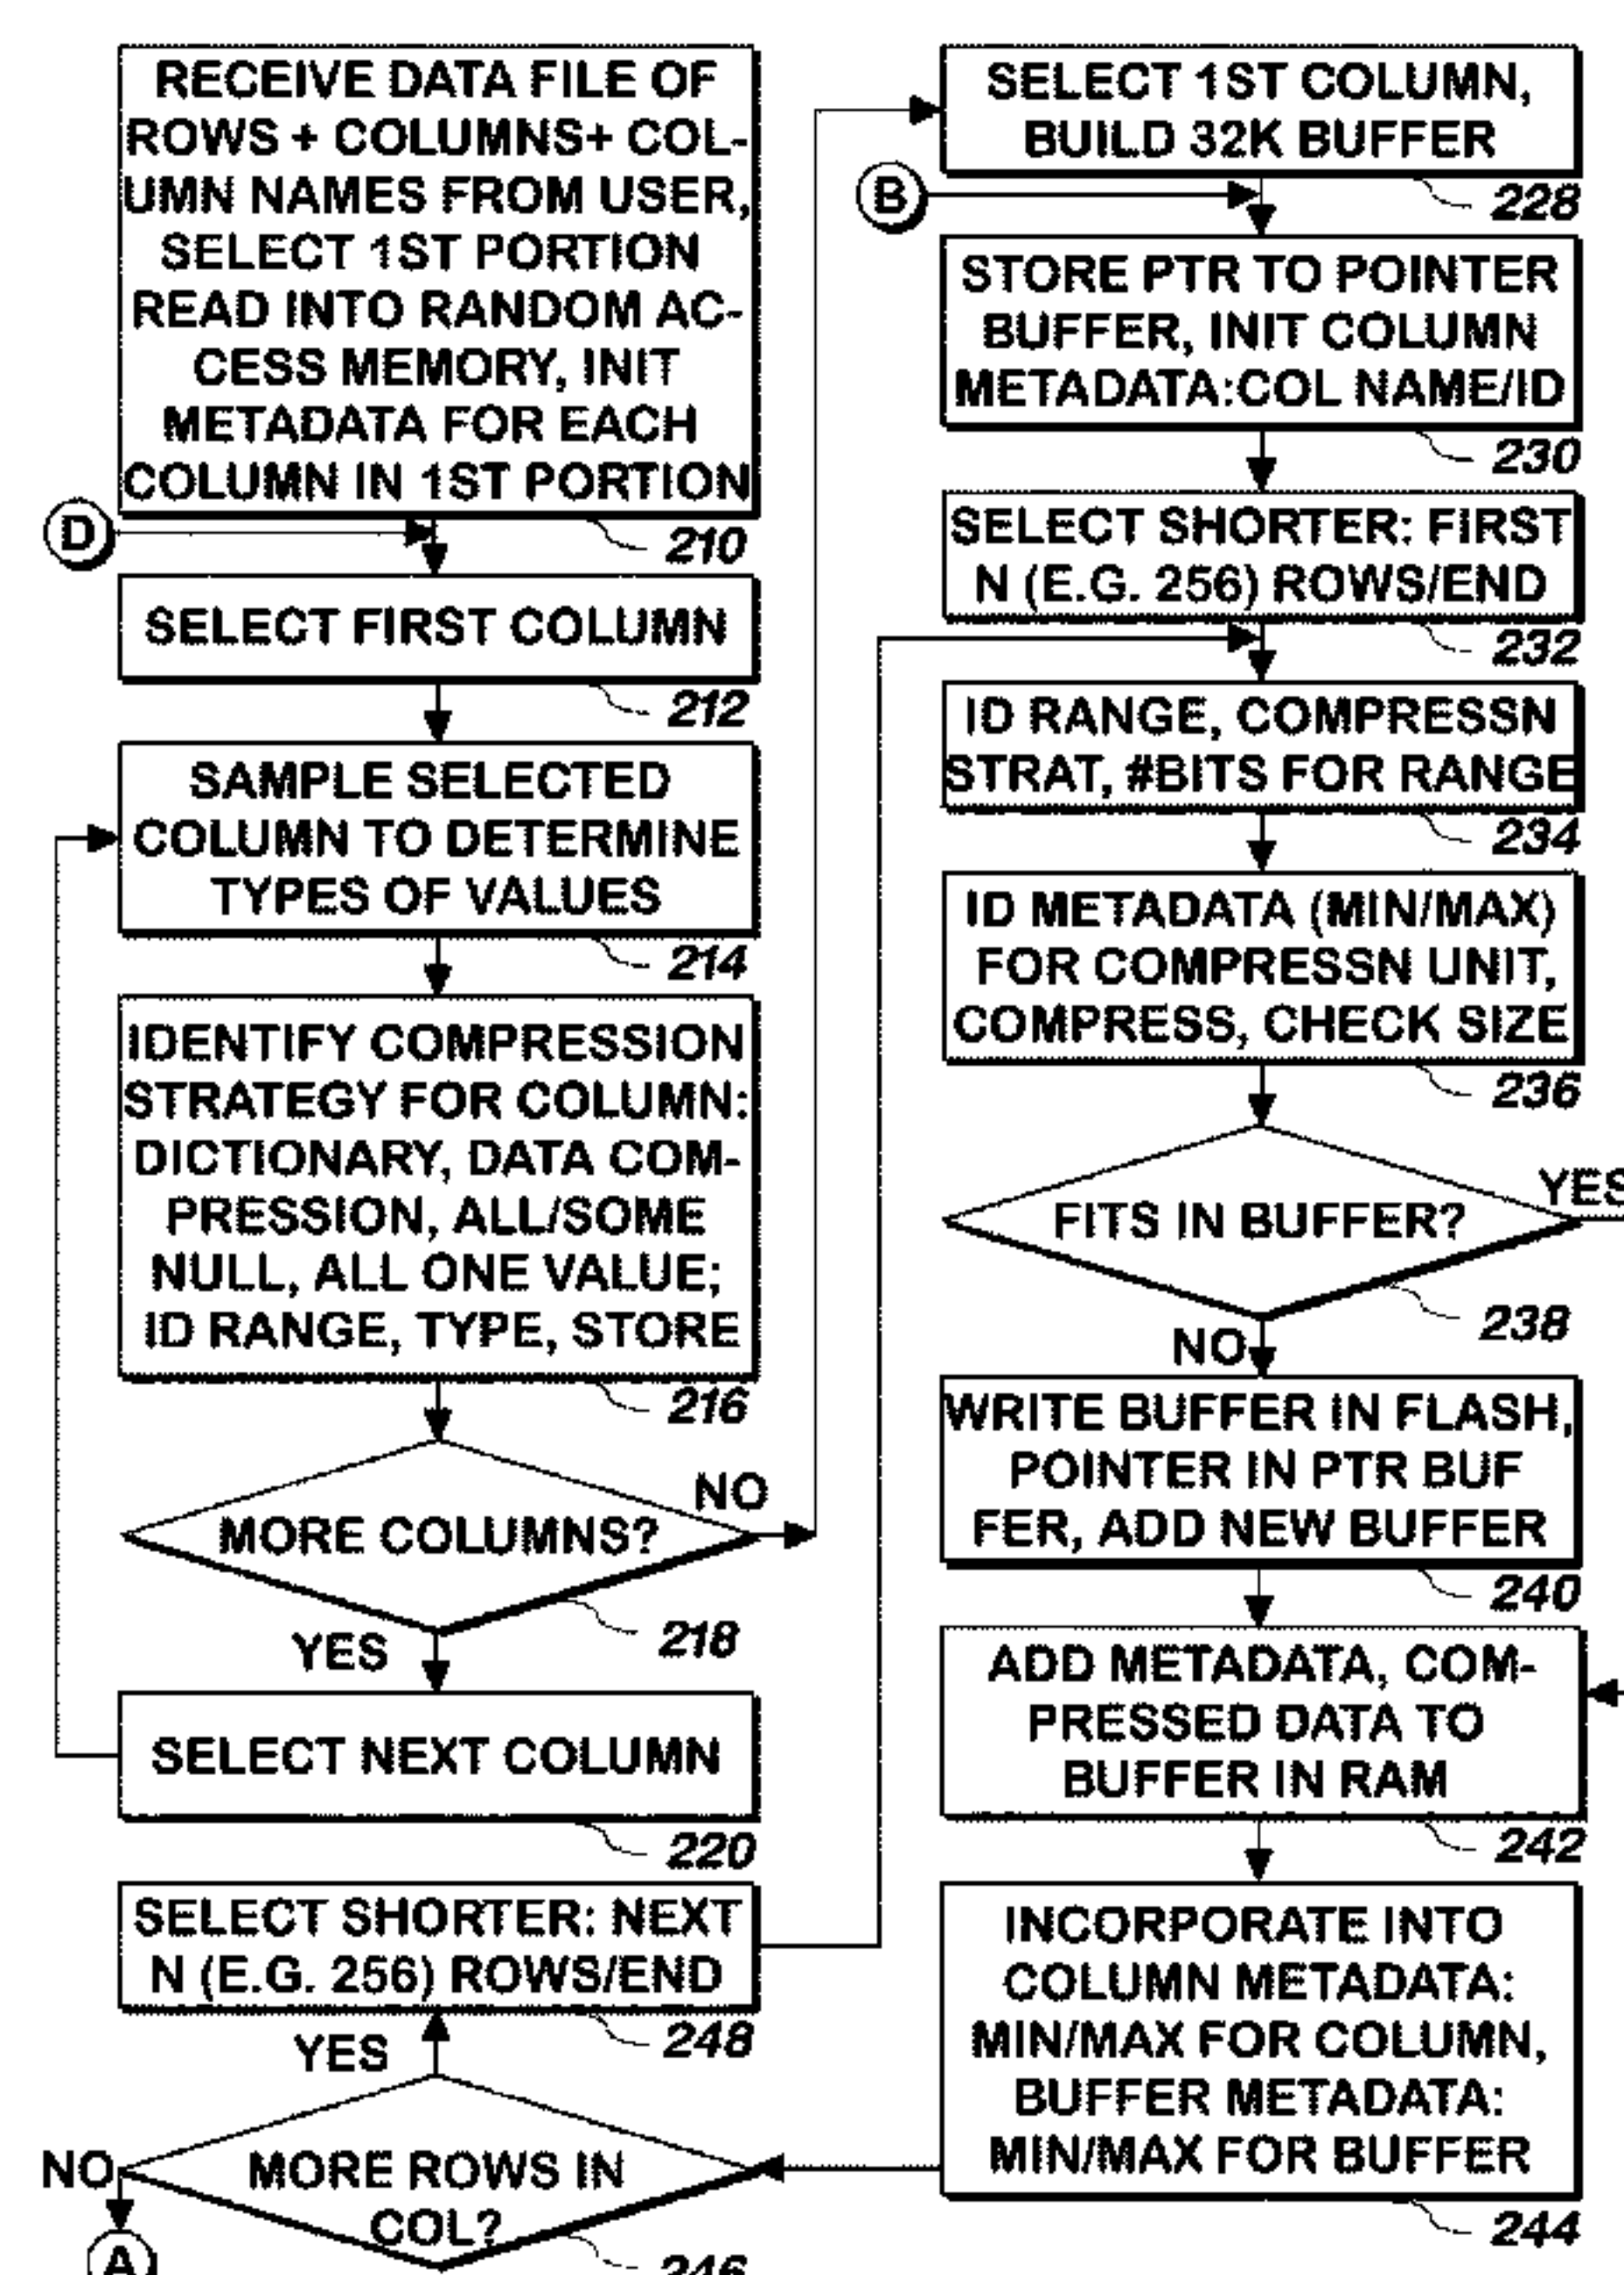 RECEIVE DATA FILE OF
ROWS + COLUMNS+ COL-
UMN NAMES FROM USER,
SELECT 1ST PORTION
READ INTO RANDOM AC-
CESS MEMORY, INIT
METADATA FOR EACH
COLUMN IN 1ST PORTION
D
210
SELECT FIRST COLUMN
212
SAMPLE SELECTED
COLUMN TO DETERMINE
TYPES OF VALUES
214
IDENTIFY COMPRESSION
STRATEGY FOR COLUMN:
DICTIONARY, DATA COM-
PRESSION, ALL/SOME
NULL, ALL ONE VALUE;
ID RANGE, TYPE, STORE
216
NO
MORE COLUMNS?
218
YES
SELECT NEXT COLUMN
220
SELECT SHORTER: NEXT
N (E.G. 256) ROWS/END
248
YES
NO
MORE ROWS IN
COL?
246
A
SELECT 1ST COLUMN,
BUILD 32K BUFFER
228
B
STORE PTR TO POINTER
BUFFER, INIT COLUMN
METADATA:COL NAME/ID
230
SELECT SHORTER: FIRST
N (E.G. 256) ROWS/END
232
ID RANGE, COMPRESSN
STRAT, #BITS FOR RANGE
234
ID METADATA (MIN/MAX)
FOR COMPRESSN UNIT,
COMPRESS, CHECK SIZE
236
YES
FITS IN BUFFER?
238
NO
WRITE BUFFER IN FLASH,
POINTER IN PTR BUF
FER, ADD NEW BUFFER
240
ADD METADATA, COM-
PRESSED DATA TO
BUFFER IN RAM
242
INCORPORATE INTO
COLUMN METADATA:
MIN/MAX FOR COLUMN,
BUFFER METADATA:
MIN/MAX FOR BUFFER
244